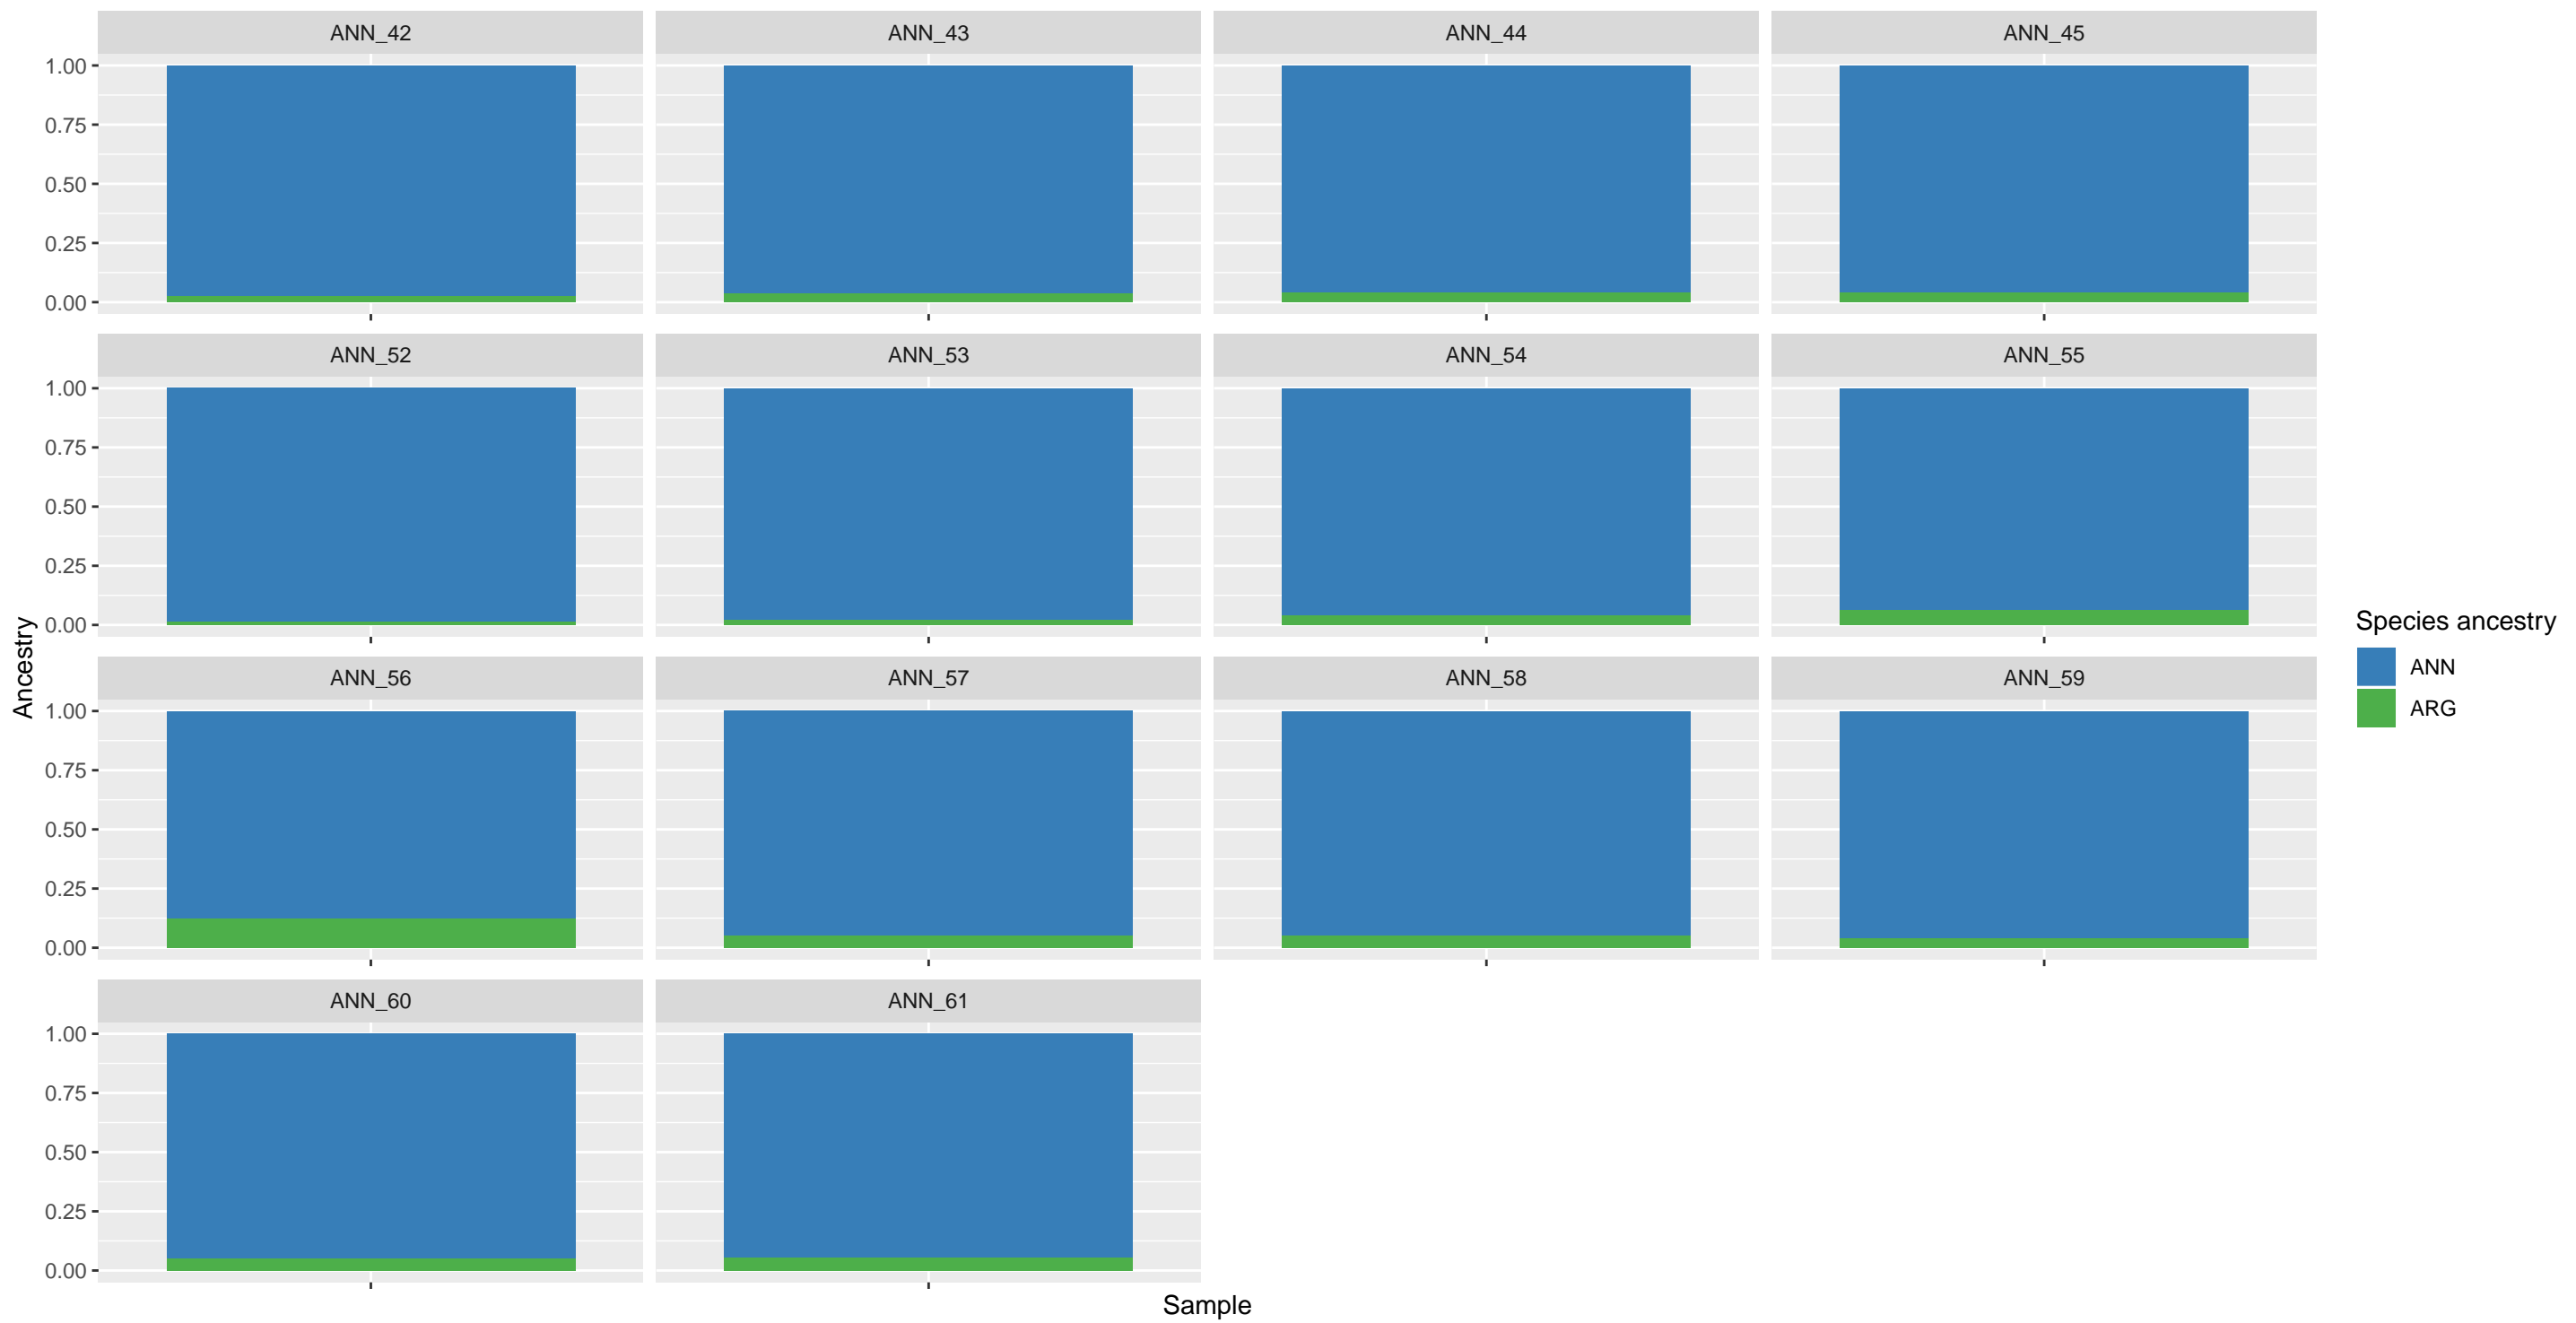 ANN_42 ANN_43 ANN_44 ANN_45
1.00
0.75
0.50
0.25
0.00
ANN_52 ANN_53 ANN_54 ANN_55
1.00
0.75
0.50
0.25
0.00
ANN_56 ANN_57 ANN_58 ANN_59
1.00
0.75
0.50
0.25
0.00
ANN_60 ANN_61
1.00
0.75
0.50
0.25
0.00
Ancestry
Sample
Species ancestry
ANN
ARG